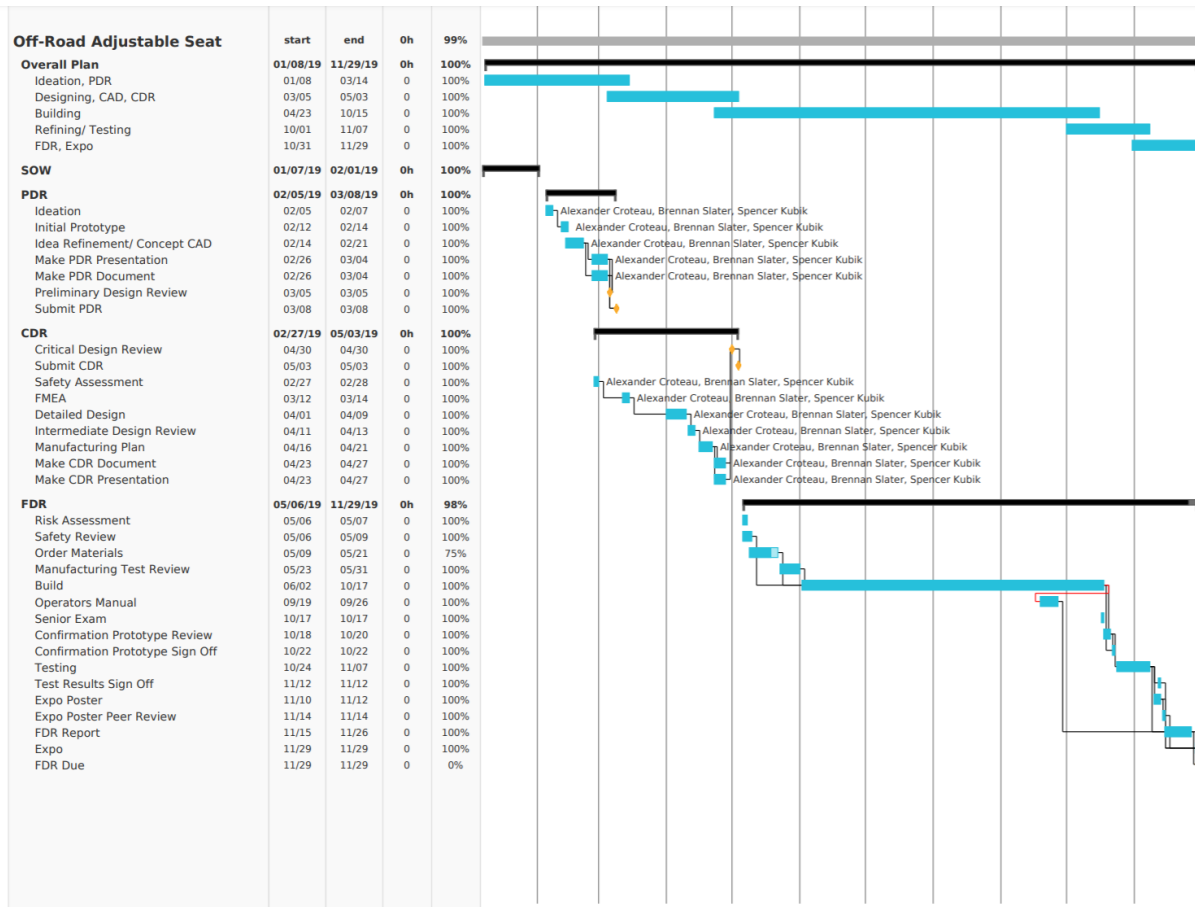 Off-Road Adjustable Seat start end 0h 99%
Overall Plan 01/08/19 11/29/19 0h 100%
Ideation, PDR 01/08 03/14 0 100%
Designing, CAD, CDR 03/05 05/03 0 100%
Building 04/23 10/15 0 100%
Refining/ Testing 10/01 11/07 0 100%
FDR, Expo 10/31 11/29 0 100%
SOW 01/07/19 02/01/19 0h 100%
PDR 02/05/19 03/08/19 0h 100%
Ideation 02/05 02/07 0 100% Alexander Croteau, Brennan Slater, Spencer Kubik
Initial Prototype 02/12 02/14 0 100% Alexander Croteau, Brennan Slater, Spencer Kubik
Idea Refinement/ Concept CAD 02/14 02/21 0 100% Alexander Croteau, Brennan Slater, Spencer Kubik
Make PDR Presentation 02/26 03/04 0 100% Alexander Croteau, Brennan Slater, Spencer Kubik
Make PDR Document 02/26 03/04 0 100% Alexander Croteau, Brennan Slater, Spencer Kubik
Preliminary Design Review 03/05 03/05 0 100%
Submit PDR 03/08 03/08 0 100%
CDR 02/27/19 05/03/19 0h 100%
Critical Design Review 04/30 04/30 0 100%
Submit CDR 05/03 05/03 0 100%
Safety Assessment 02/27 02/28 0 100% Alexander Croteau, Brennan Slater, Spencer Kubik
FMEA 03/12 03/14 0 100% Alexander Croteau, Brennan Slater, Spencer Kubik
Detailed Design 04/01 04/09 0 100% Alexander Croteau, Brennan Slater, Spencer Kubik
Intermediate Design Review 04/11 04/13 0 100% Alexander Croteau, Brennan Slater, Spencer Kubik
Manufacturing Plan 04/16 04/21 0 100% Alexander Croteau, Brennan Slater, Spencer Kubik
Make CDR Document 04/23 04/27 0 100% Alexander Croteau, Brennan Slater, Spencer Kubik
Make CDR Presentation 04/23 04/27 0 100% Alexander Croteau, Brennan Slater, Spencer Kubik
FDR 05/06/19 11/29/19 0h 98%
Risk Assessment 05/06 05/07 0 100%
Safety Review 05/06 05/09 0 100%
Order Materials 05/09 05/21 0 75%
Manufacturing Test Review 05/23 05/31 0 100%
Build 06/02 10/17 0 100%
Operators Manual 09/19 09/26 0 100%
Senior Exam 10/17 10/17 0 100%
Confirmation Prototype Review 10/18 10/20 0 100%
Confirmation Prototype Sign Off 10/22 10/22 0 100%
Testing 10/24 11/07 0 100%
Test Results Sign Off 11/12 11/12 0 100%
Expo Poster 11/10 11/12 0 100%
Expo Poster Peer Review 11/14 11/14 0 100%
FDR Report 11/15 11/26 0 100%
Expo 11/29 11/29 0 100%
FDR Due 11/29 11/29 0 0%